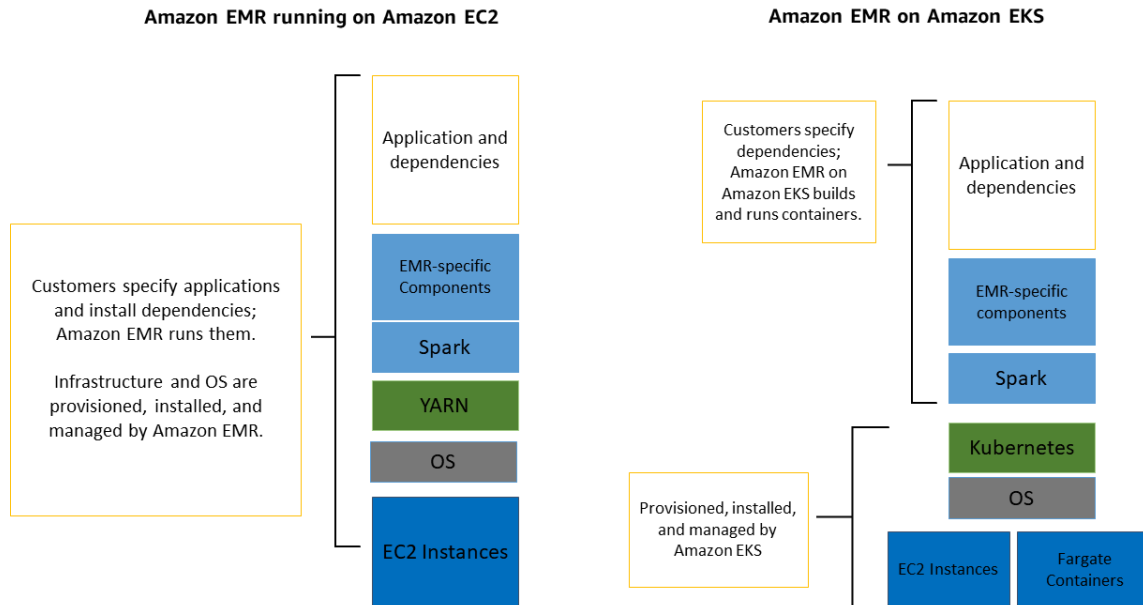 Amazon EMR running on Amazon EC2
Application and
dependencies
EMR-specific
Components
Spark
YARN
OS
EC2 Instances
Customers specify applications
and install dependencies;
Amazon EMR runs them.
Infrastructure and OS are
provisioned, installed, and
managed by Amazon EMR.
Amazon EMR on Amazon EKS
Customers specify
dependencies;
Amazon EMR on
Amazon EKS builds
and runs containers.
Application and
dependencies
EMR-specific
components
Spark
Kubernetes
OS
EC2 Instances
Fargate
Containers
Provisioned, installed,
and managed by
Amazon EKS